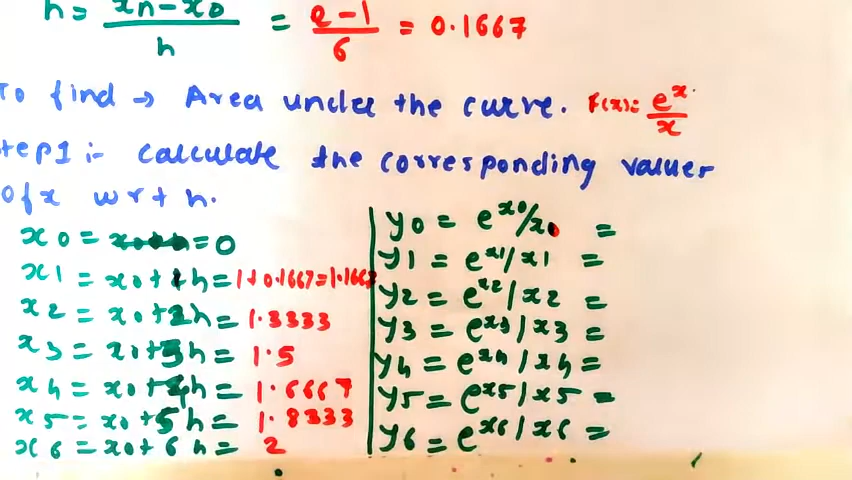 h = xn - x0 / h = e - 1 / 6 = 0.1667
To find → Area under the curve. F(x) = e^x / x
Step1 :- calculate the corresponding values
of x w r t h.
x0 = = 0
x1 = x0 + 1h = 1 + 0.1667 = 1.1667
x2 = x0 + 2h = 1.3333
x3 = x0 + 3h = 1.5
x4 = x0 + 4h = 1.6667
x5 = x0 + 5h = 1.8333
x6 = x0 + 6h = 2
y0 = e^x0/x0 =
y1 = e^x1/x1 =
y2 = e^x2/x2 =
y3 = e^x3/x3 =
y4 = e^x4/x4 =
y5 = e^x5/x5 =
y6 = e^x6/x6 =